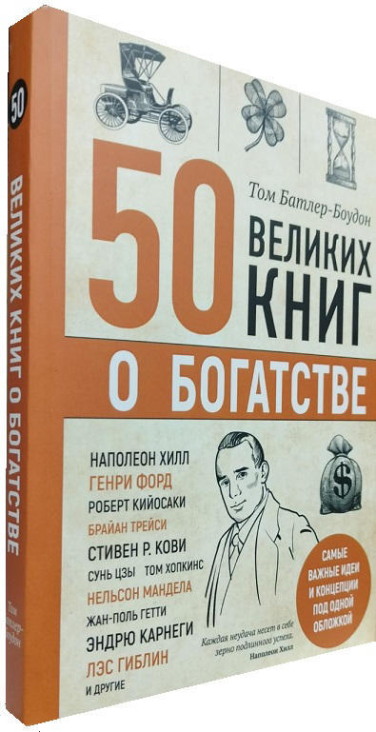 50
ВЕЛИКИХ КНИГ О БОГАТСТВЕ
Том
Батлер-
Боудон
50
Том Батлер-Боудон
ВЕЛИКИХ
КНИГ
О БОГАТСТВЕ
НАПОЛЕОН ХИЛЛ
ГЕНРИ ФОРД
РОБЕРТ КИЙОСАКИ
БРАЙАН ТРЕЙСИ
СТИВЕН Р. КОВИ
СУНЬ ЦЗЫ ТОМ ХОПКИНС
НЕЛЬСОН МАНДЕЛА
ЖАН-ПОЛЬ ГЕТТИ
ЭНДРЮ КАРНЕГИ
ЛЭС ГИБЛИН
И ДРУГИЕ
$
САМЫЕ
ВАЖНЫЕ ИДЕИ
И КОНЦЕПЦИИ
ПОД ОДНОЙ
ОБЛОЖКОЙ
Каждая неудача несет в себе
зерно подлинного успеха.
Наполеон Хилл